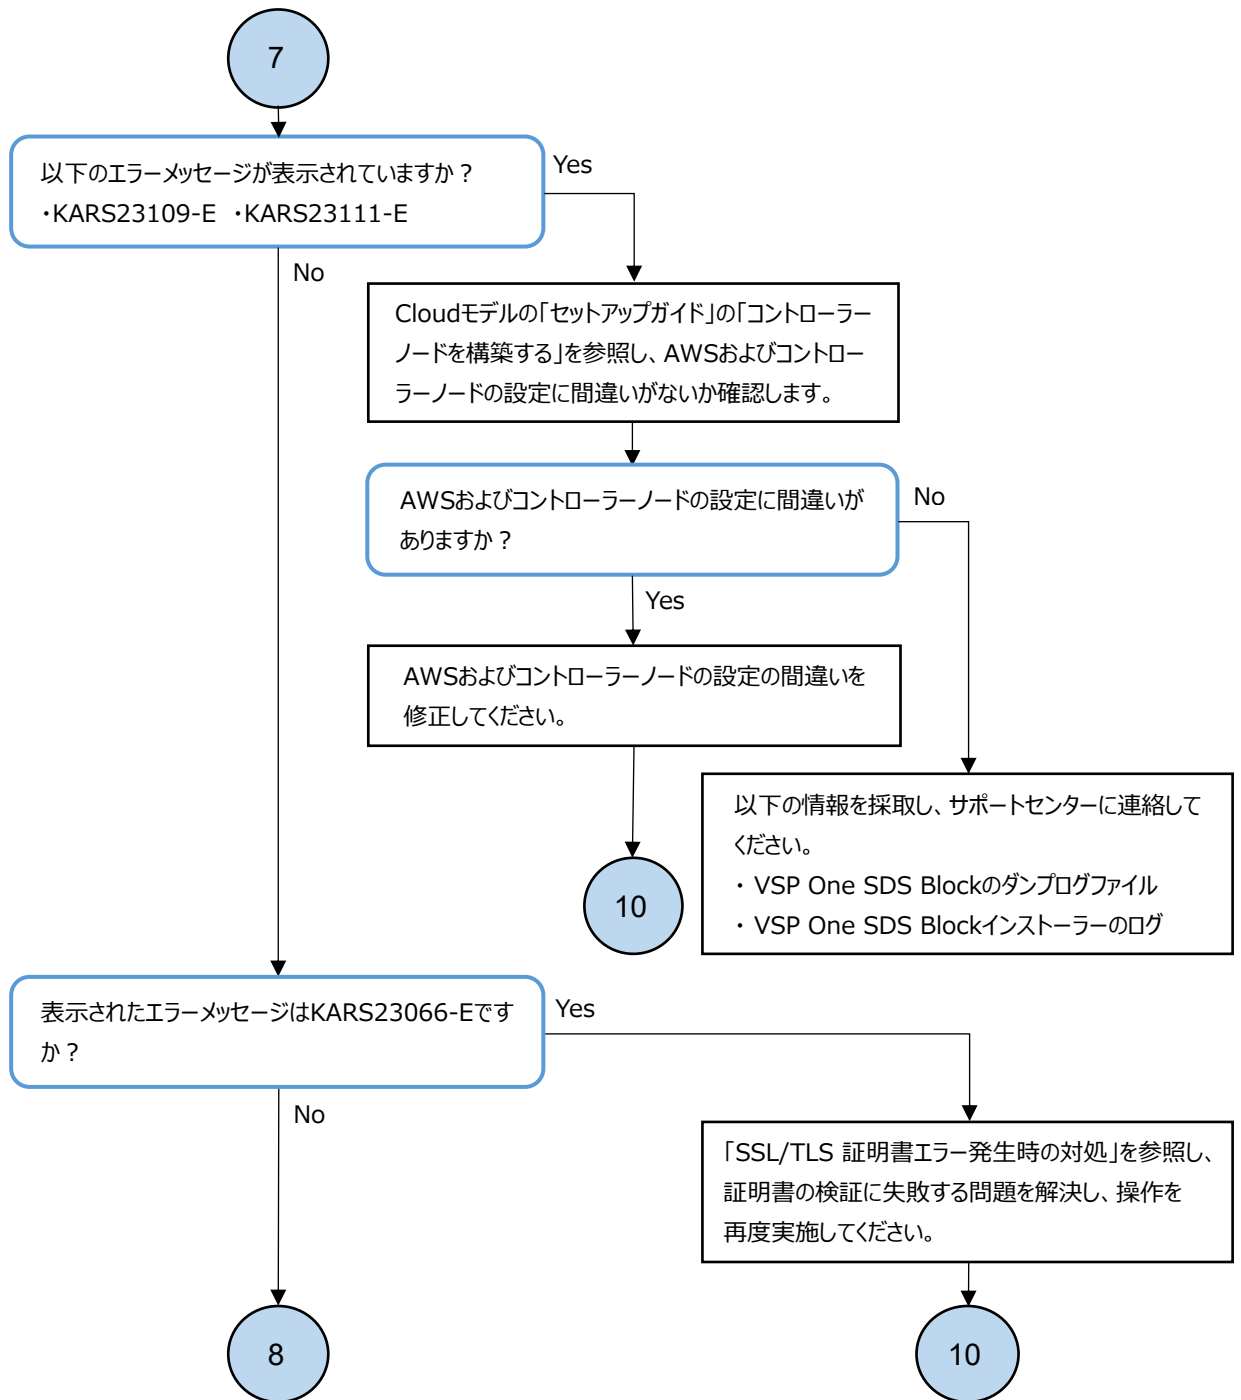 7
以下のエラーメッセージが表示されていますか？
・KARS23109-E ・KARS23111-E
Yes
No
Cloudモデルの「セットアップガイド」の「コントローラー
ノードを構築する」を参照し、AWSおよびコントロー
ラーノードの設定に間違いがないか確認します。
AWSおよびコントローラーノードの設定に間違いが
ありますか？
No
Yes
AWSおよびコントローラーノードの設定の間違いを
修正してください。
10
以下の情報を採取し、サポートセンターに連絡して
ください。
・ VSP One SDS Blockのダンプログファイル
・ VSP One SDS Blockインストーラーのログ
表示されたエラーメッセージはKARS23066-Eです
か？
Yes
No
「SSL/TLS 証明書エラー発生時の対処」を参照し、
証明書の検証に失敗する問題を解決し、操作を
再度実施してください。
8
10